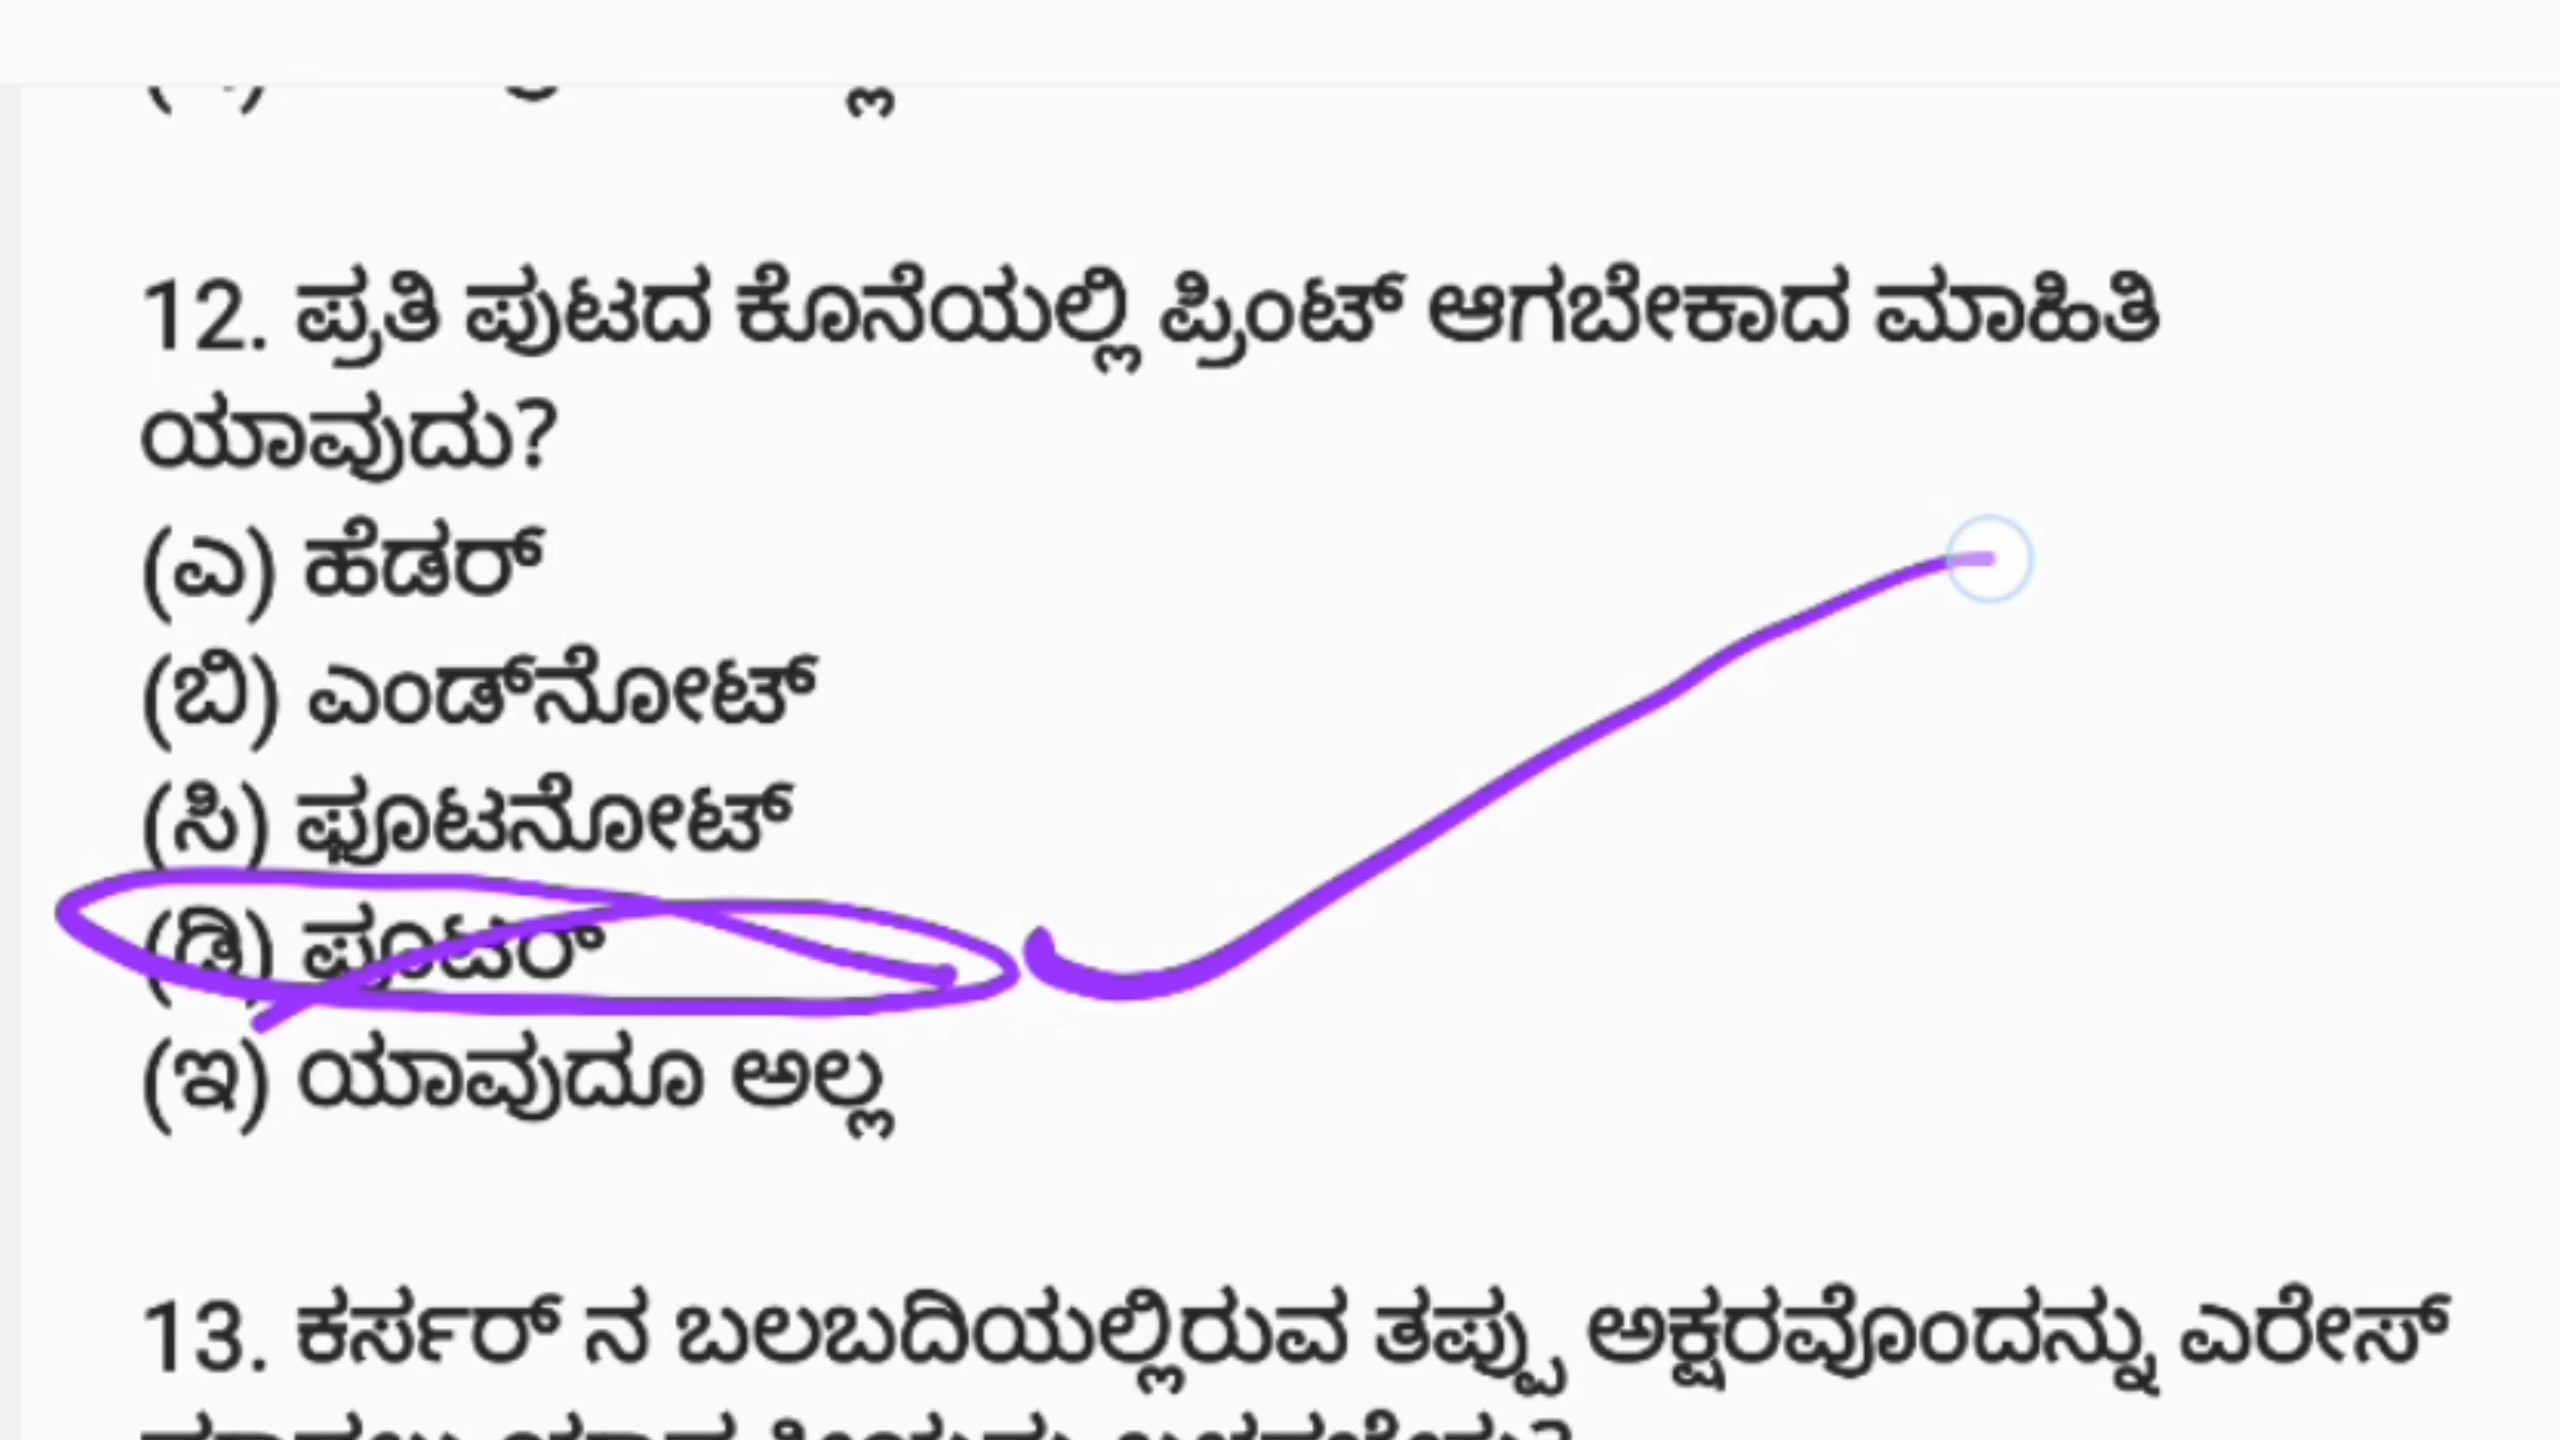 12. ಪ್ರತಿ ಪುಟದ ಕೊನೆಯಲ್ಲಿ ಪ್ರಿಂಟ್ ಆಗಬೇಕಾದ ಮಾಹಿತಿ
ಯಾವುದು?
(ಎ) ಹೆಡರ್
(ಬಿ) ಎಂಡ್‌ನೋಟ್
(ಸಿ) ಫೂಟನೋಟ್
(ಡಿ) ಫೂಟರ್
(ಇ) ಯಾವುದೂ ಅಲ್ಲ
13. ಕರ್ಸರ್ ನ ಬಲಬದಿಯಲ್ಲಿರುವ ತಪ್ಪು ಅಕ್ಷರವೊಂದನ್ನು ಎರೇಸ್